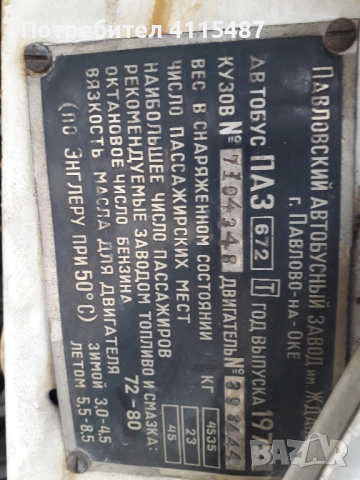 Потребител 4115487
ПАВЛОВСКИЙ АВТОБУСНЫЙ ЗАВОД им.
г. ПАВЛОВО-НА-ОКЕ
АВТОБУС ПАЗ 672 Т ГОД ВЫПУСКА
КУЗОВ № 7104348 ДВИГАТЕЛЬ №
ВЕС В СНАРЯЖЕННОМ СОСТОЯНИИ КГ 4535
ЧИСЛО ПАССАЖИРСКИХ МЕСТ 23
НАИБОЛЬШЕЕ ЧИСЛО ПАССАЖИРОВ 45
РЕКОМЕНДУЕМЫЕ ЗАВОДОМ ТОПЛИВО И СМАЗКА:
ОКТАНОВОЕ ЧИСЛО БЕНЗИНА 72-80
ВЯЗКОСТЬ МАСЛА ДЛЯ ДВИГАТЕЛЯ ЗИМОЙ 3,0-4,5
(ПО ЭНГЛЕРУ ПРИ 50°С) ЛЕТОМ 5,5-8,5
bazar